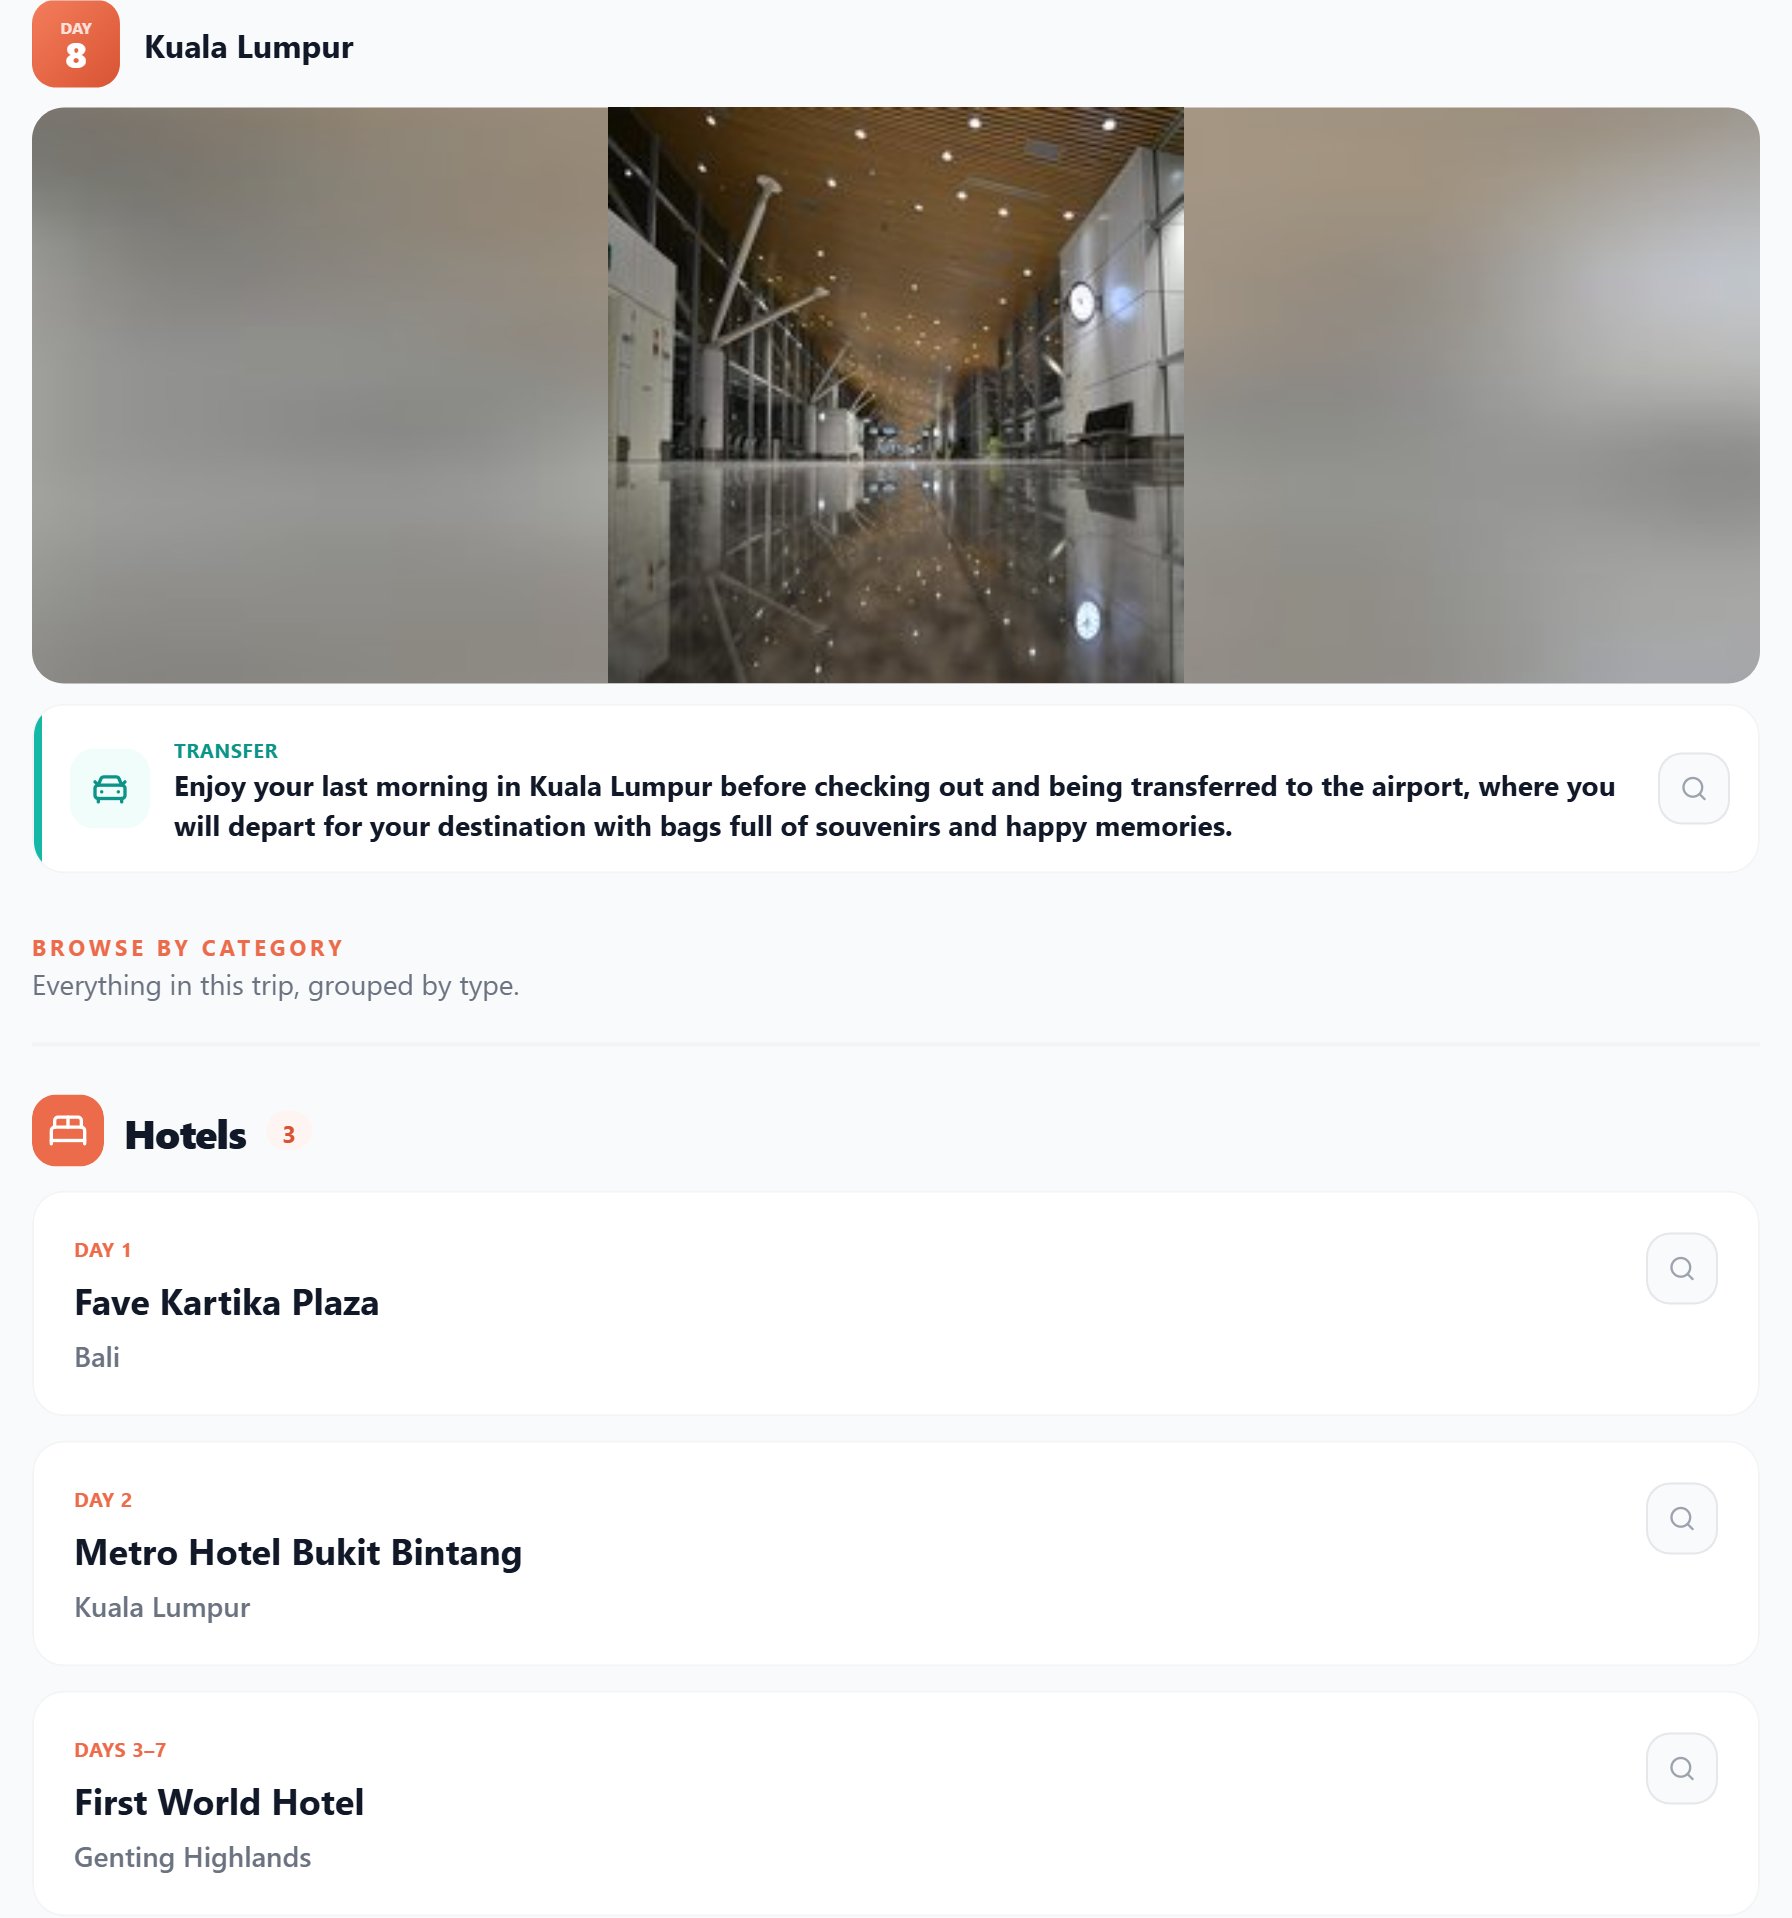 DAY
8
Kuala Lumpur
TRANSFER
Enjoy your last morning in Kuala Lumpur before checking out and being transferred to the airport, where you
will depart for your destination with bags full of souvenirs and happy memories.
BROWSE BY CATEGORY
Everything in this trip, grouped by type.
Hotels 3
DAY 1
Fave Kartika Plaza
Bali
DAY 2
Metro Hotel Bukit Bintang
Kuala Lumpur
DAYS 3–7
First World Hotel
Genting Highlands